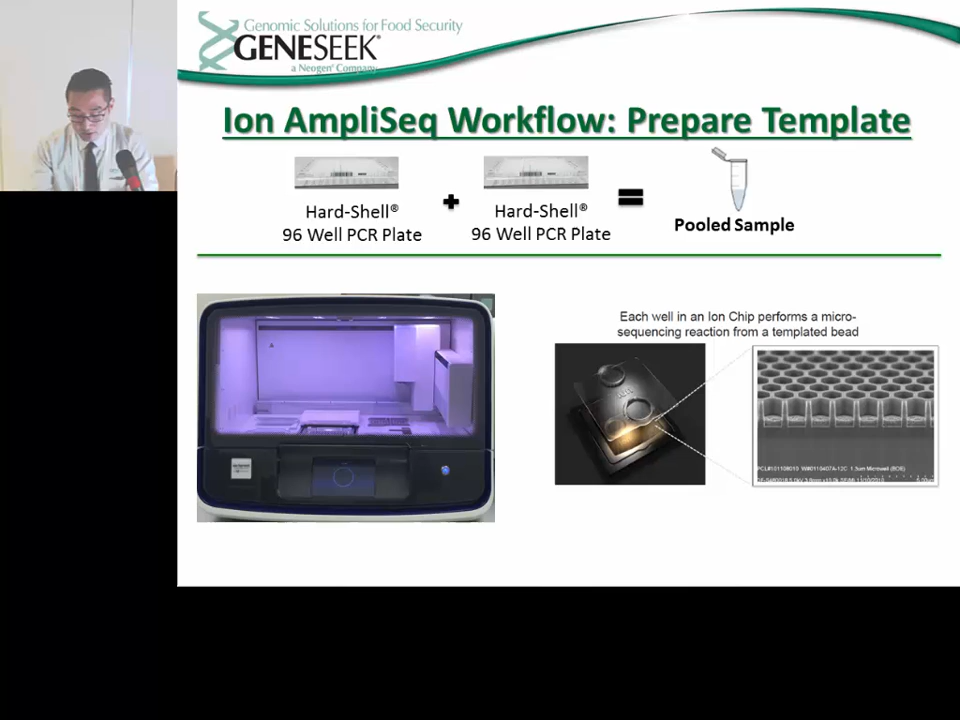 Genomic Solutions for Food Security
GENESEEK®
a Neogen® Company
Ion AmpliSeq Workflow: Prepare Template
Hard-Shell®
96 Well PCR Plate
+
Hard-Shell®
96 Well PCR Plate
=
Pooled Sample
Each well in an Ion Chip performs a micro-
sequencing reaction from a templated bead